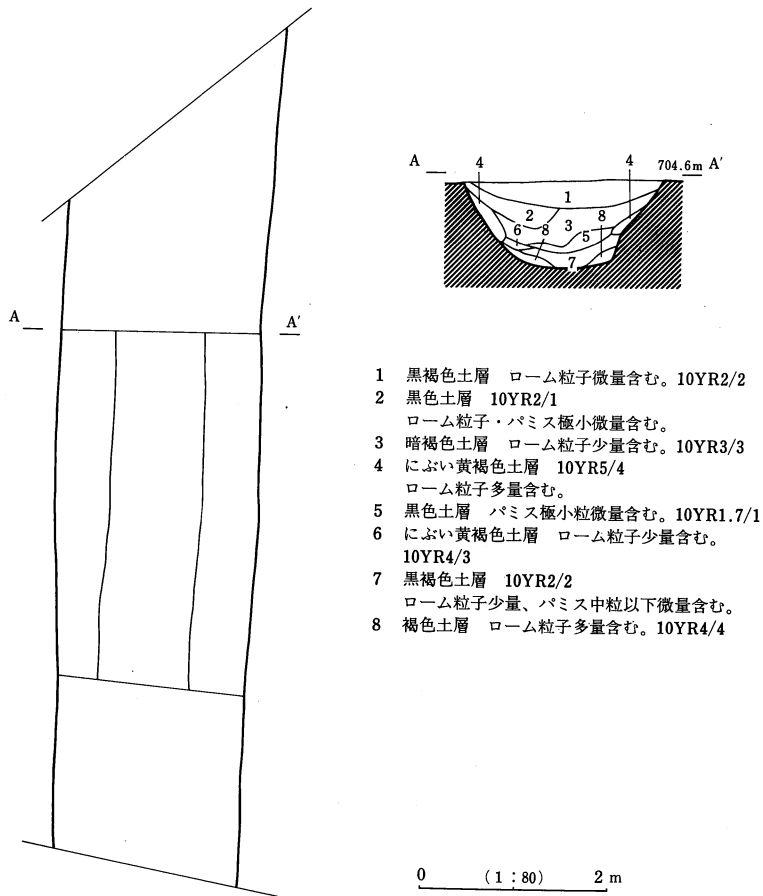 A 4 4 704.6m A'
1
2 3 8
6 8 5
7
A A'
1 黒褐色土層 ローム粒子微量含む。10YR2/2
2 黒色土層 10YR2/1
ローム粒子・パミス極小微量含む。
3 暗褐色土層 ローム粒子少量含む。10YR3/3
4 にぶい黄褐色土層 10YR5/4
ローム粒子多量含む。
5 黒色土層 パミス極小粒微量含む。10YR1.7/1
6 にぶい黄褐色土層 ローム粒子少量含む。
10YR4/3
7 黒褐色土層 10YR2/2
ローム粒子少量、パミス中粒以下微量含む。
8 褐色土層 ローム粒子多量含む。10YR4/4
0 (1:80) 2m